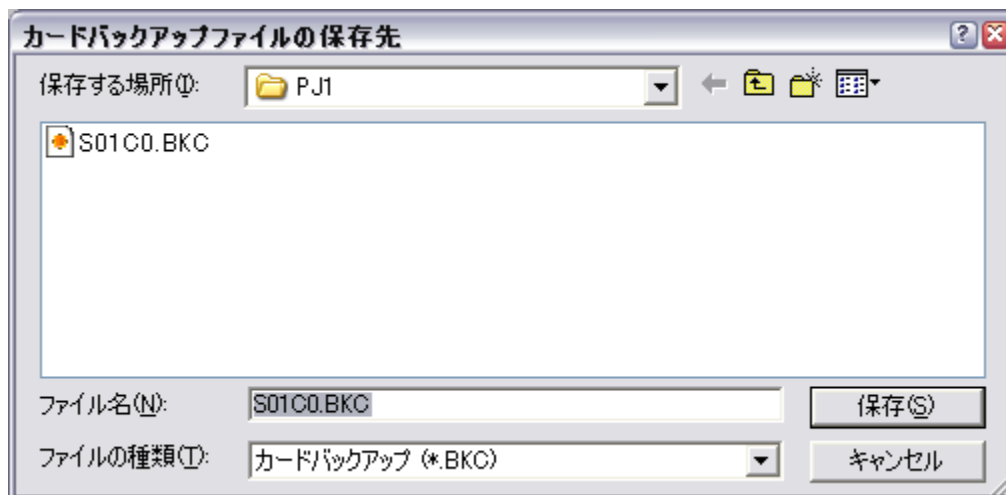 カードバックアップファイルの保存先
保存する場所(I):
PJ1
S01C0.BKC
ファイル名(N):
S01C0.BKC
保存(S)
ファイルの種類(T):
カードバックアップ (*.BKC)
キャンセル